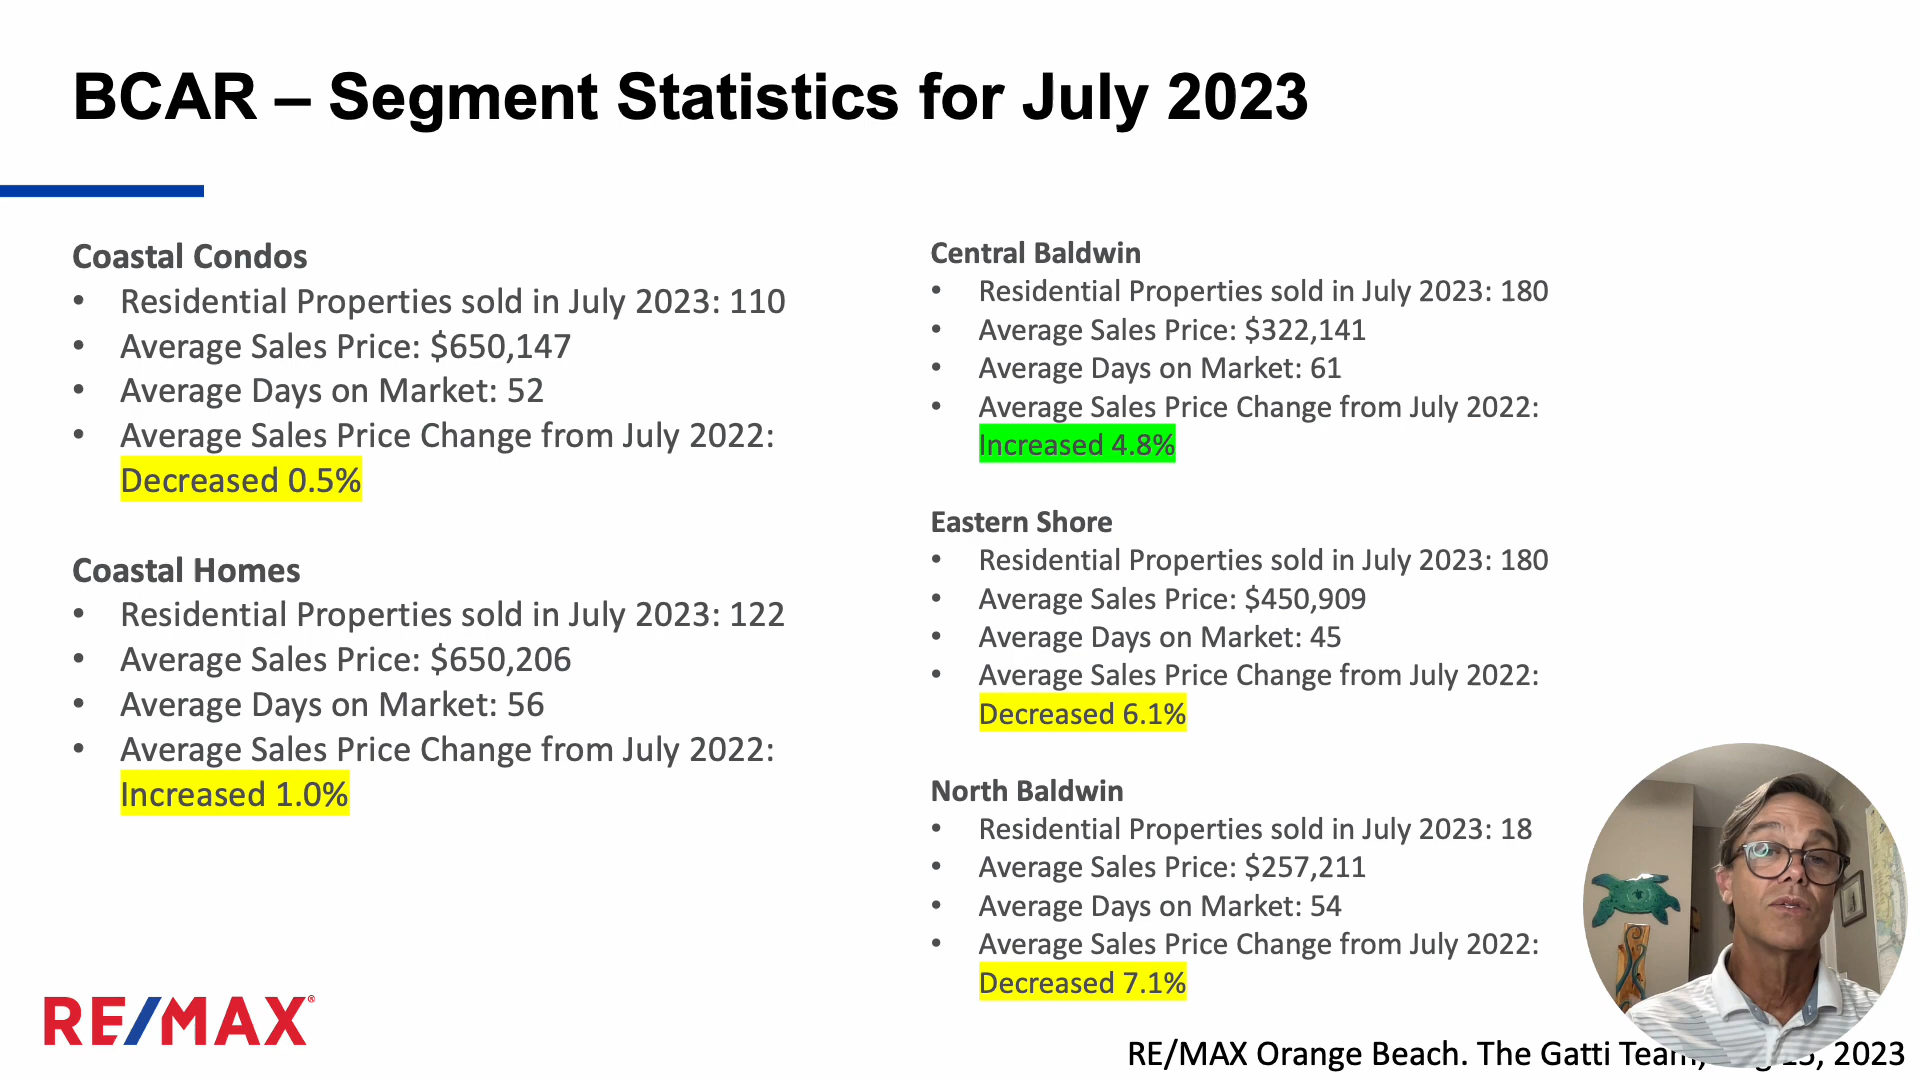 BCAR – Segment Statistics for July 2023
Coastal Condos
• Residential Properties sold in July 2023: 110
• Average Sales Price: $650,147
• Average Days on Market: 52
• Average Sales Price Change from July 2022:
Decreased 0.5%
Coastal Homes
• Residential Properties sold in July 2023: 122
• Average Sales Price: $650,206
• Average Days on Market: 56
• Average Sales Price Change from July 2022:
Increased 1.0%
Central Baldwin
• Residential Properties sold in July 2023: 180
• Average Sales Price: $322,141
• Average Days on Market: 61
• Average Sales Price Change from July 2022:
Increased 4.8%
Eastern Shore
• Residential Properties sold in July 2023: 180
• Average Sales Price: $450,909
• Average Days on Market: 45
• Average Sales Price Change from July 2022:
Decreased 6.1%
North Baldwin
• Residential Properties sold in July 2023: 18
• Average Sales Price: $257,211
• Average Days on Market: 54
• Average Sales Price Change from July 2022:
Decreased 7.1%
RE/MAX®
RE/MAX Orange Beach. The Gatti Team, 2023